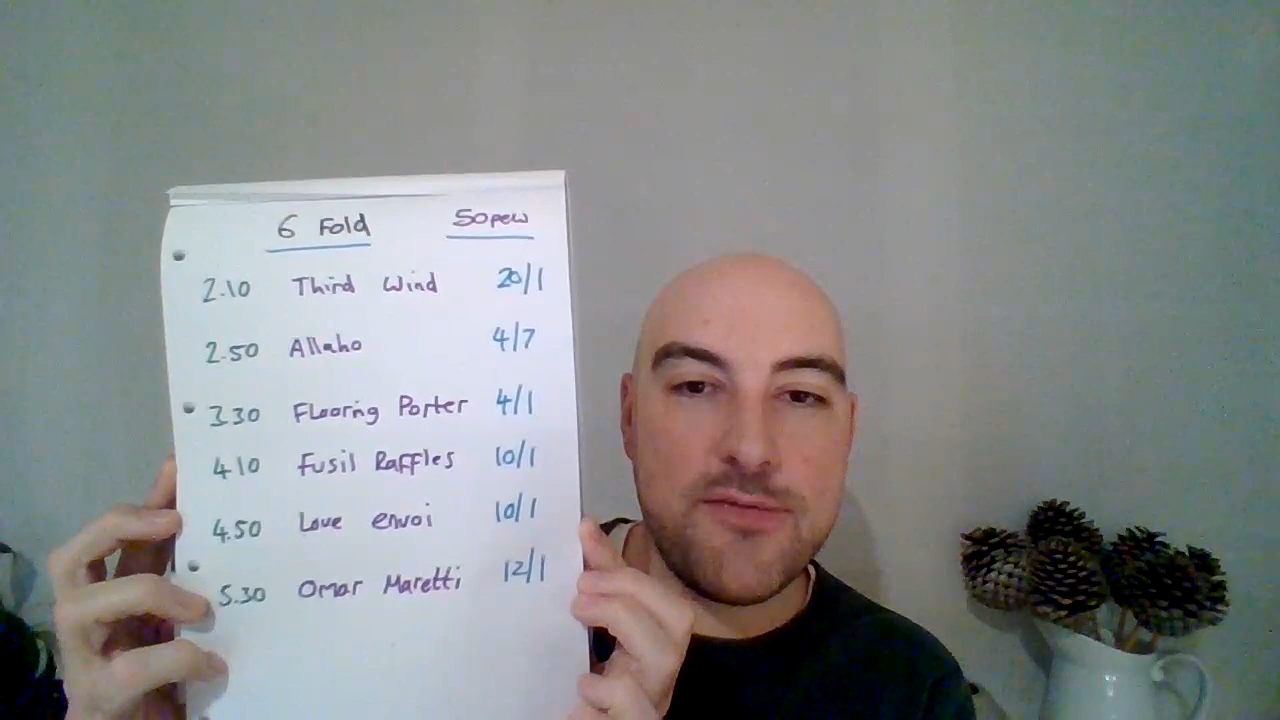 6 Fold 50pew
2.10 Third Wind 20/1
2.50 Allaho 4/7
3.30 Flooring Porter 4/1
4.10 Fusil Raffles 10/1
4.50 Love envoi 10/1
5.30 Omar Maretti 12/1